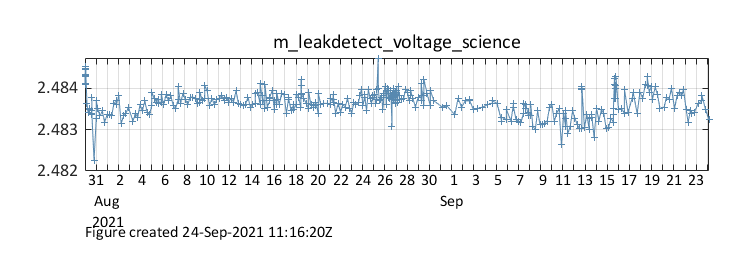 m_leakdetect_voltage_science
2.484
2.483
2.482
31 2 4 6 8 10 12 14 16 18 20 22 24 26 28 30 1 3 5 7 9 11 13 15 17 19 21 23
Aug Sep
2021
Figure created 24-Sep-2021 11:16:20Z